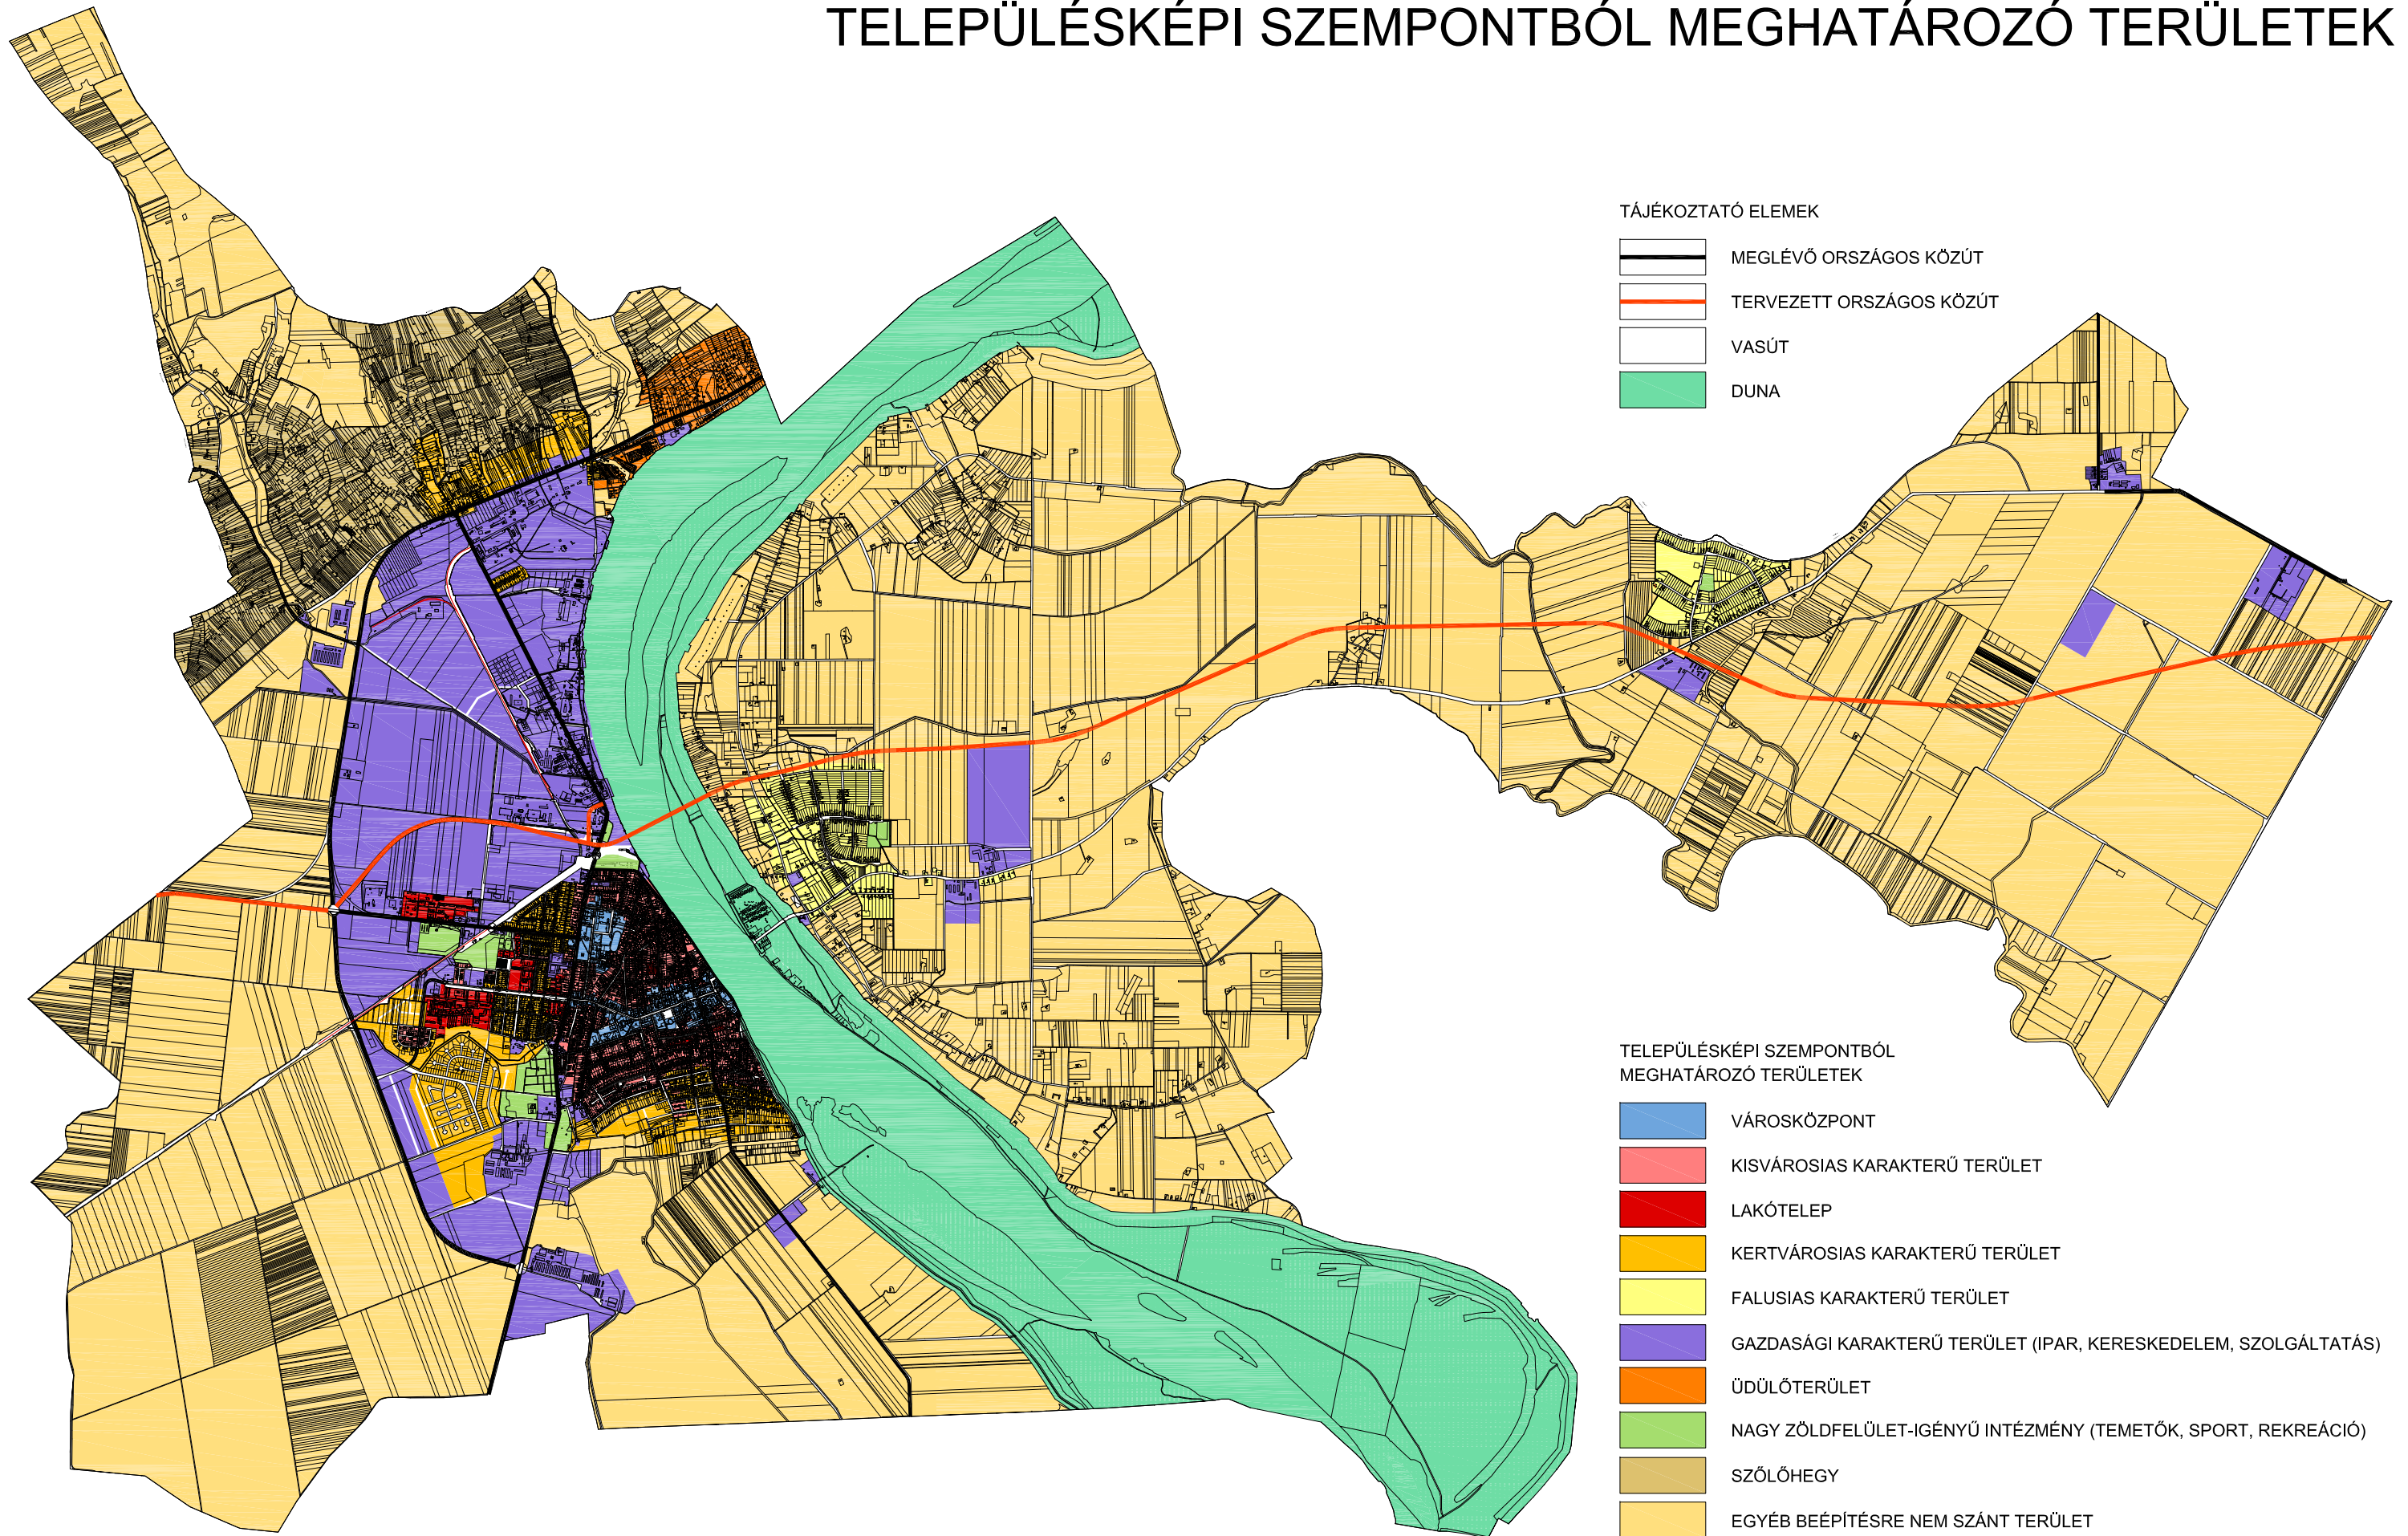 TELEPÜLÉSKÉPI SZEMPONTBÓL MEGHATÁROZÓ TERÜLETEK
TÁJÉKOZTATÓ ELEMEK
MEGLÉVŐ ORSZÁGOS KÖZÚT
TERVEZETT ORSZÁGOS KÖZÚT
VASÚT
DUNA
TELEPÜLÉSKÉPI SZEMPONTBÓL
MEGHATÁROZÓ TERÜLETEK
VÁROSKÖZPONT
KISVÁROSIAS KARAKTERŰ TERÜLET
LAKÓTELEP
KERTVÁROSIAS KARAKTERŰ TERÜLET
FALUSIAS KARAKTERŰ TERÜLET
GAZDASÁGI KARAKTERŰ TERÜLET (IPAR, KERESKEDELEM, SZOLGÁLTATÁS)
ÜDÜLŐTERÜLET
NAGY ZÖLDFELÜLET-IGÉNYŰ INTÉZMÉNY (TEMETŐK, SPORT, REKREÁCIÓ)
SZŐLŐHEGY
EGYÉB BEÉPÍTÉSRE NEM SZÁNT TERÜLET